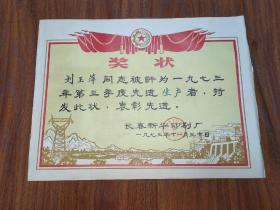 奖状
刘玉萍同志被评为一九七三
年第三季度先进生产者，特
发此状，表彰先进。
长春新华印刷厂
一九七三年十一月三十日